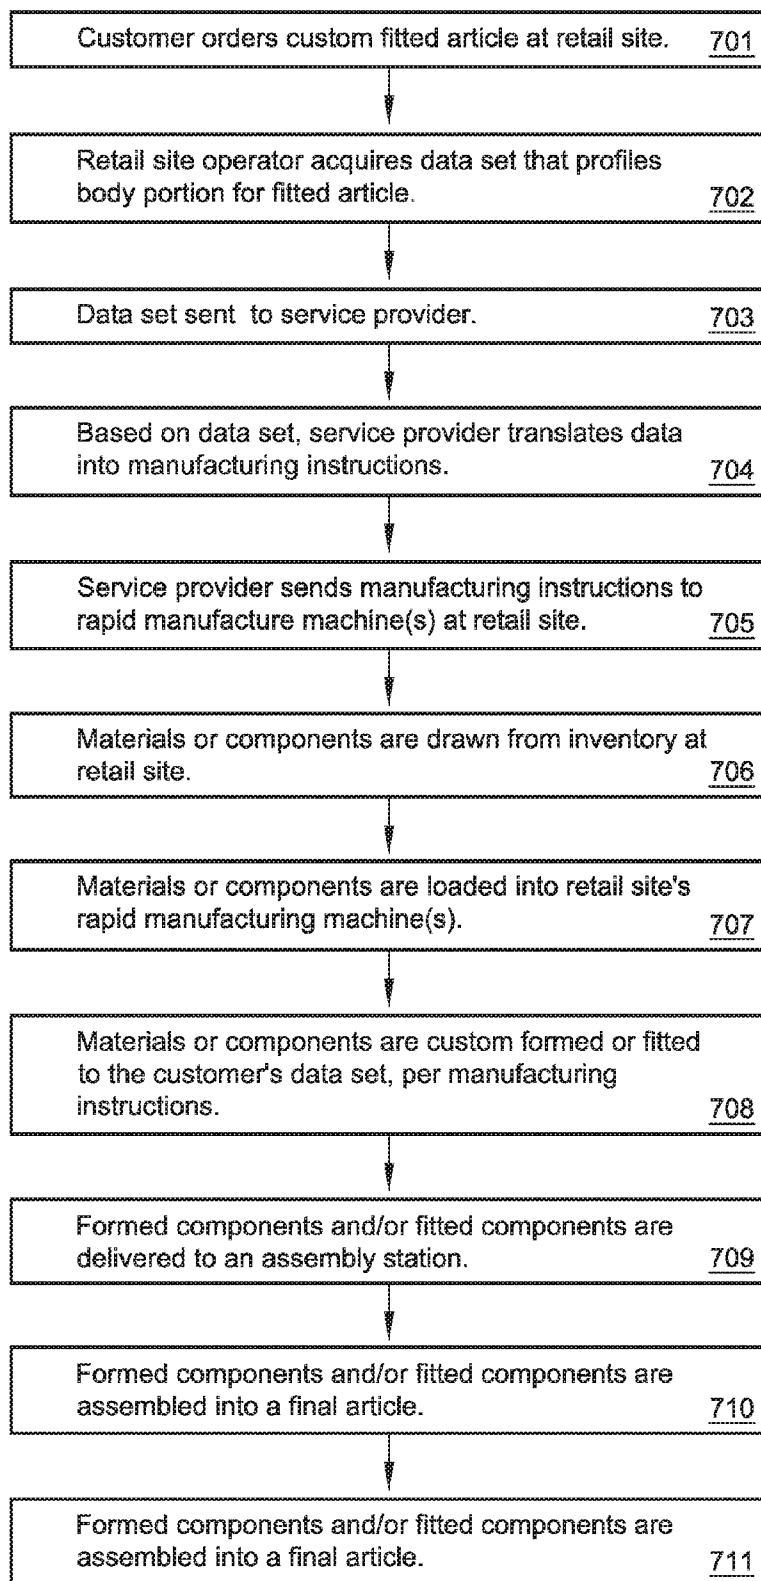 Customer orders custom fitted article at retail site. 701
Retail site operator acquires data set that profiles
body portion for fitted article. 702
Data set sent to service provider. 703
Based on data set, service provider translates data
into manufacturing instructions. 704
Service provider sends manufacturing instructions to
rapid manufacture machine(s) at retail site. 705
Materials or components are drawn from inventory at
retail site. 706
Materials or components are loaded into retail site's
rapid manufacturing machine(s). 707
Materials or components are custom formed or fitted
to the customer's data set, per manufacturing
instructions. 708
Formed components and/or fitted components are
delivered to an assembly station. 709
Formed components and/or fitted components are
assembled into a final article. 710
Formed components and/or fitted components are
assembled into a final article. 711